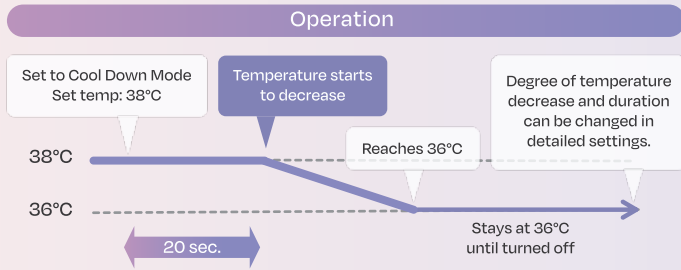 Operation
Set to Cool Down Mode
Set temp: 38°C
Temperature starts
to decrease
Degree of temperature
decrease and duration
can be changed in
detailed settings.
Reaches 36°C
38°C
36°C
Stays at 36°C
until turned off
20 sec.